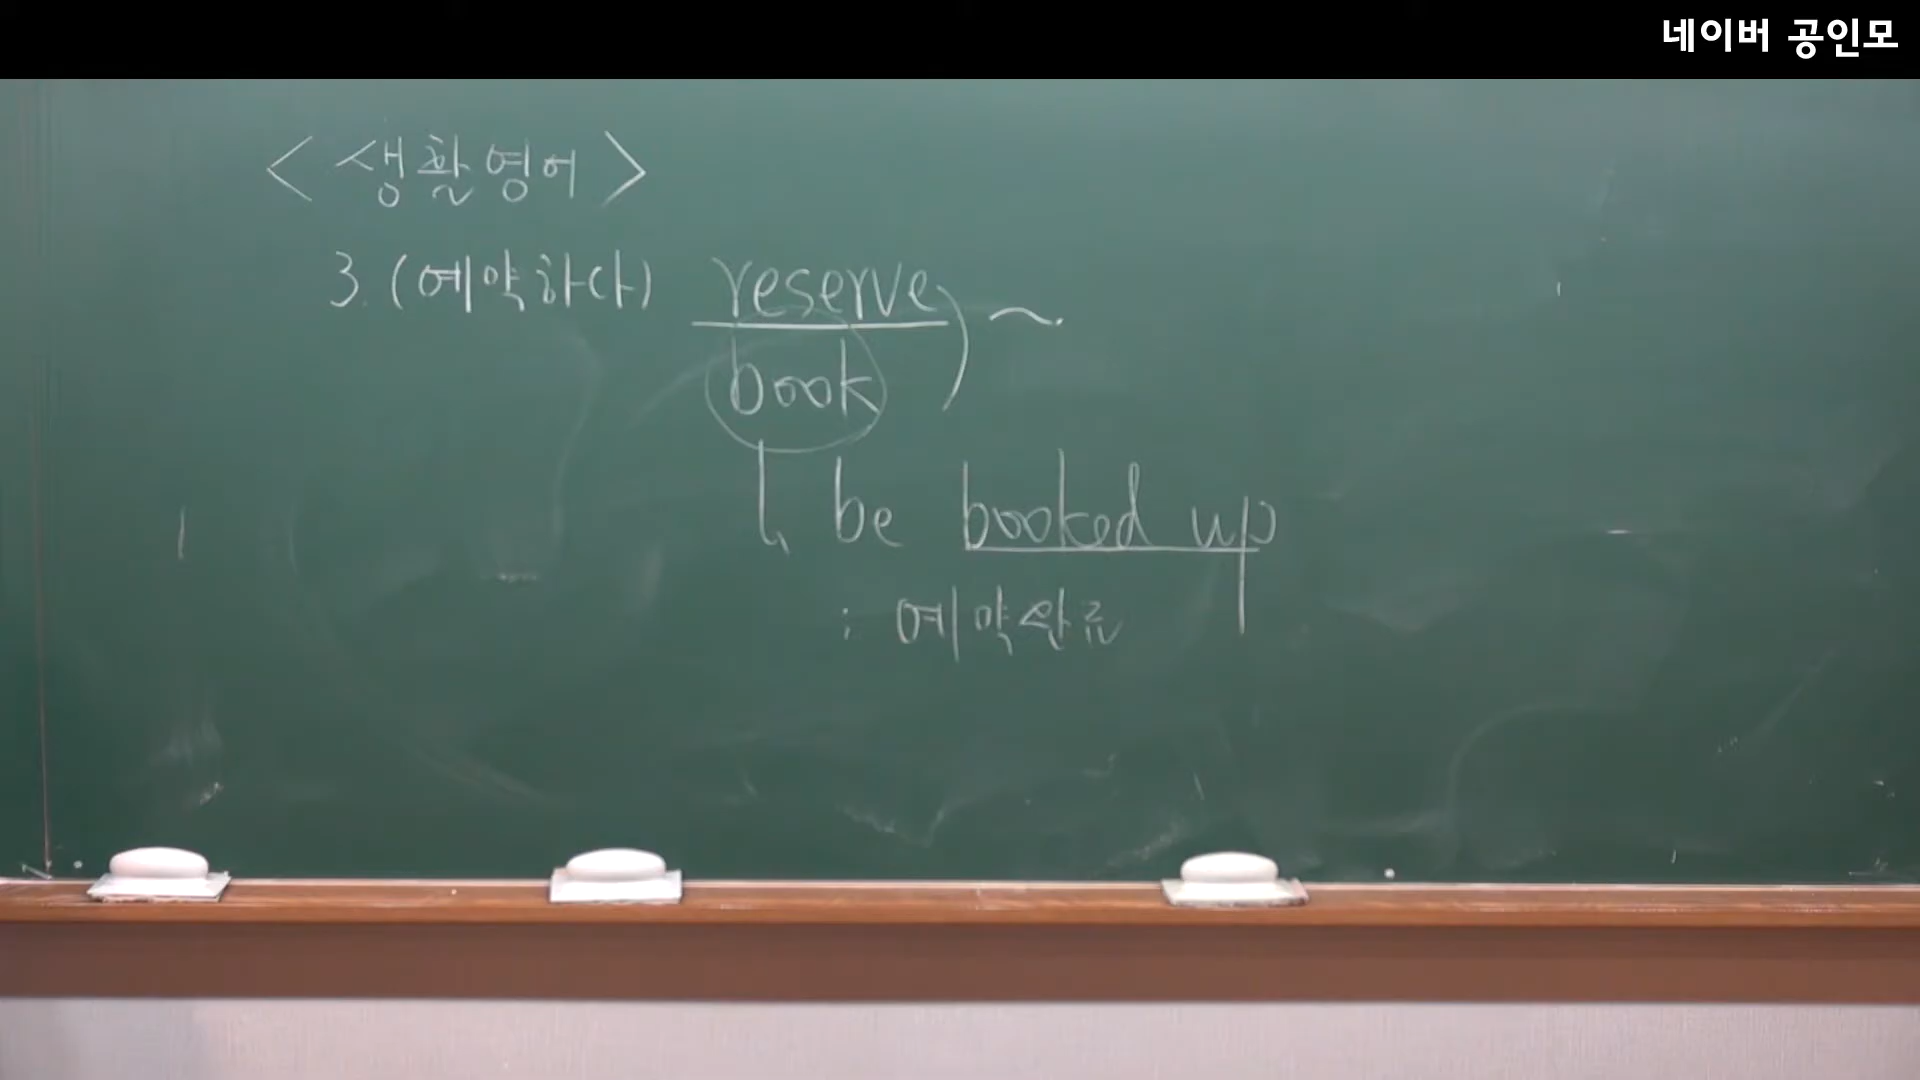 네이버 공인모
< 생활영어 >
3. (예약하다) reserve ) ~
book
↳ be booked up
: 예약완료